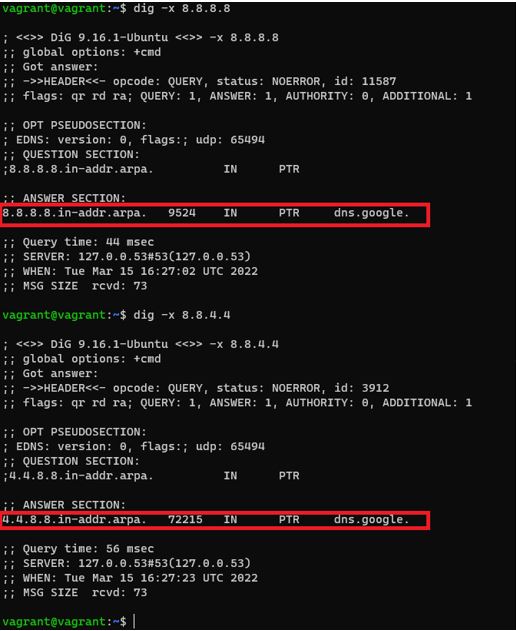 vagrant@vagrant:~$ dig -x 8.8.8.8
; <<>> DiG 9.16.1-Ubuntu <<>> -x 8.8.8.8
;; global options: +cmd
;; Got answer:
;; ->>HEADER<<- opcode: QUERY, status: NOERROR, id: 11587
;; flags: qr rd ra; QUERY: 1, ANSWER: 1, AUTHORITY: 0, ADDITIONAL: 1
;; OPT PSEUDOSECTION:
; EDNS: version: 0, flags:; udp: 65494
;; QUESTION SECTION:
;8.8.8.8.in-addr.arpa. IN PTR
;; ANSWER SECTION:
8.8.8.8.in-addr.arpa. 9524 IN PTR dns.google.
;; Query time: 44 msec
;; SERVER: 127.0.0.53#53(127.0.0.53)
;; WHEN: Tue Mar 15 16:27:02 UTC 2022
;; MSG SIZE rcvd: 73
vagrant@vagrant:~$ dig -x 8.8.4.4
; <<>> DiG 9.16.1-Ubuntu <<>> -x 8.8.4.4
;; global options: +cmd
;; Got answer:
;; ->>HEADER<<- opcode: QUERY, status: NOERROR, id: 3912
;; flags: qr rd ra; QUERY: 1, ANSWER: 1, AUTHORITY: 0, ADDITIONAL: 1
;; OPT PSEUDOSECTION:
; EDNS: version: 0, flags:; udp: 65494
;; QUESTION SECTION:
;4.4.8.8.in-addr.arpa. IN PTR
;; ANSWER SECTION:
4.4.8.8.in-addr.arpa. 72215 IN PTR dns.google.
;; Query time: 56 msec
;; SERVER: 127.0.0.53#53(127.0.0.53)
;; WHEN: Tue Mar 15 16:27:23 UTC 2022
;; MSG SIZE rcvd: 73
vagrant@vagrant:~$